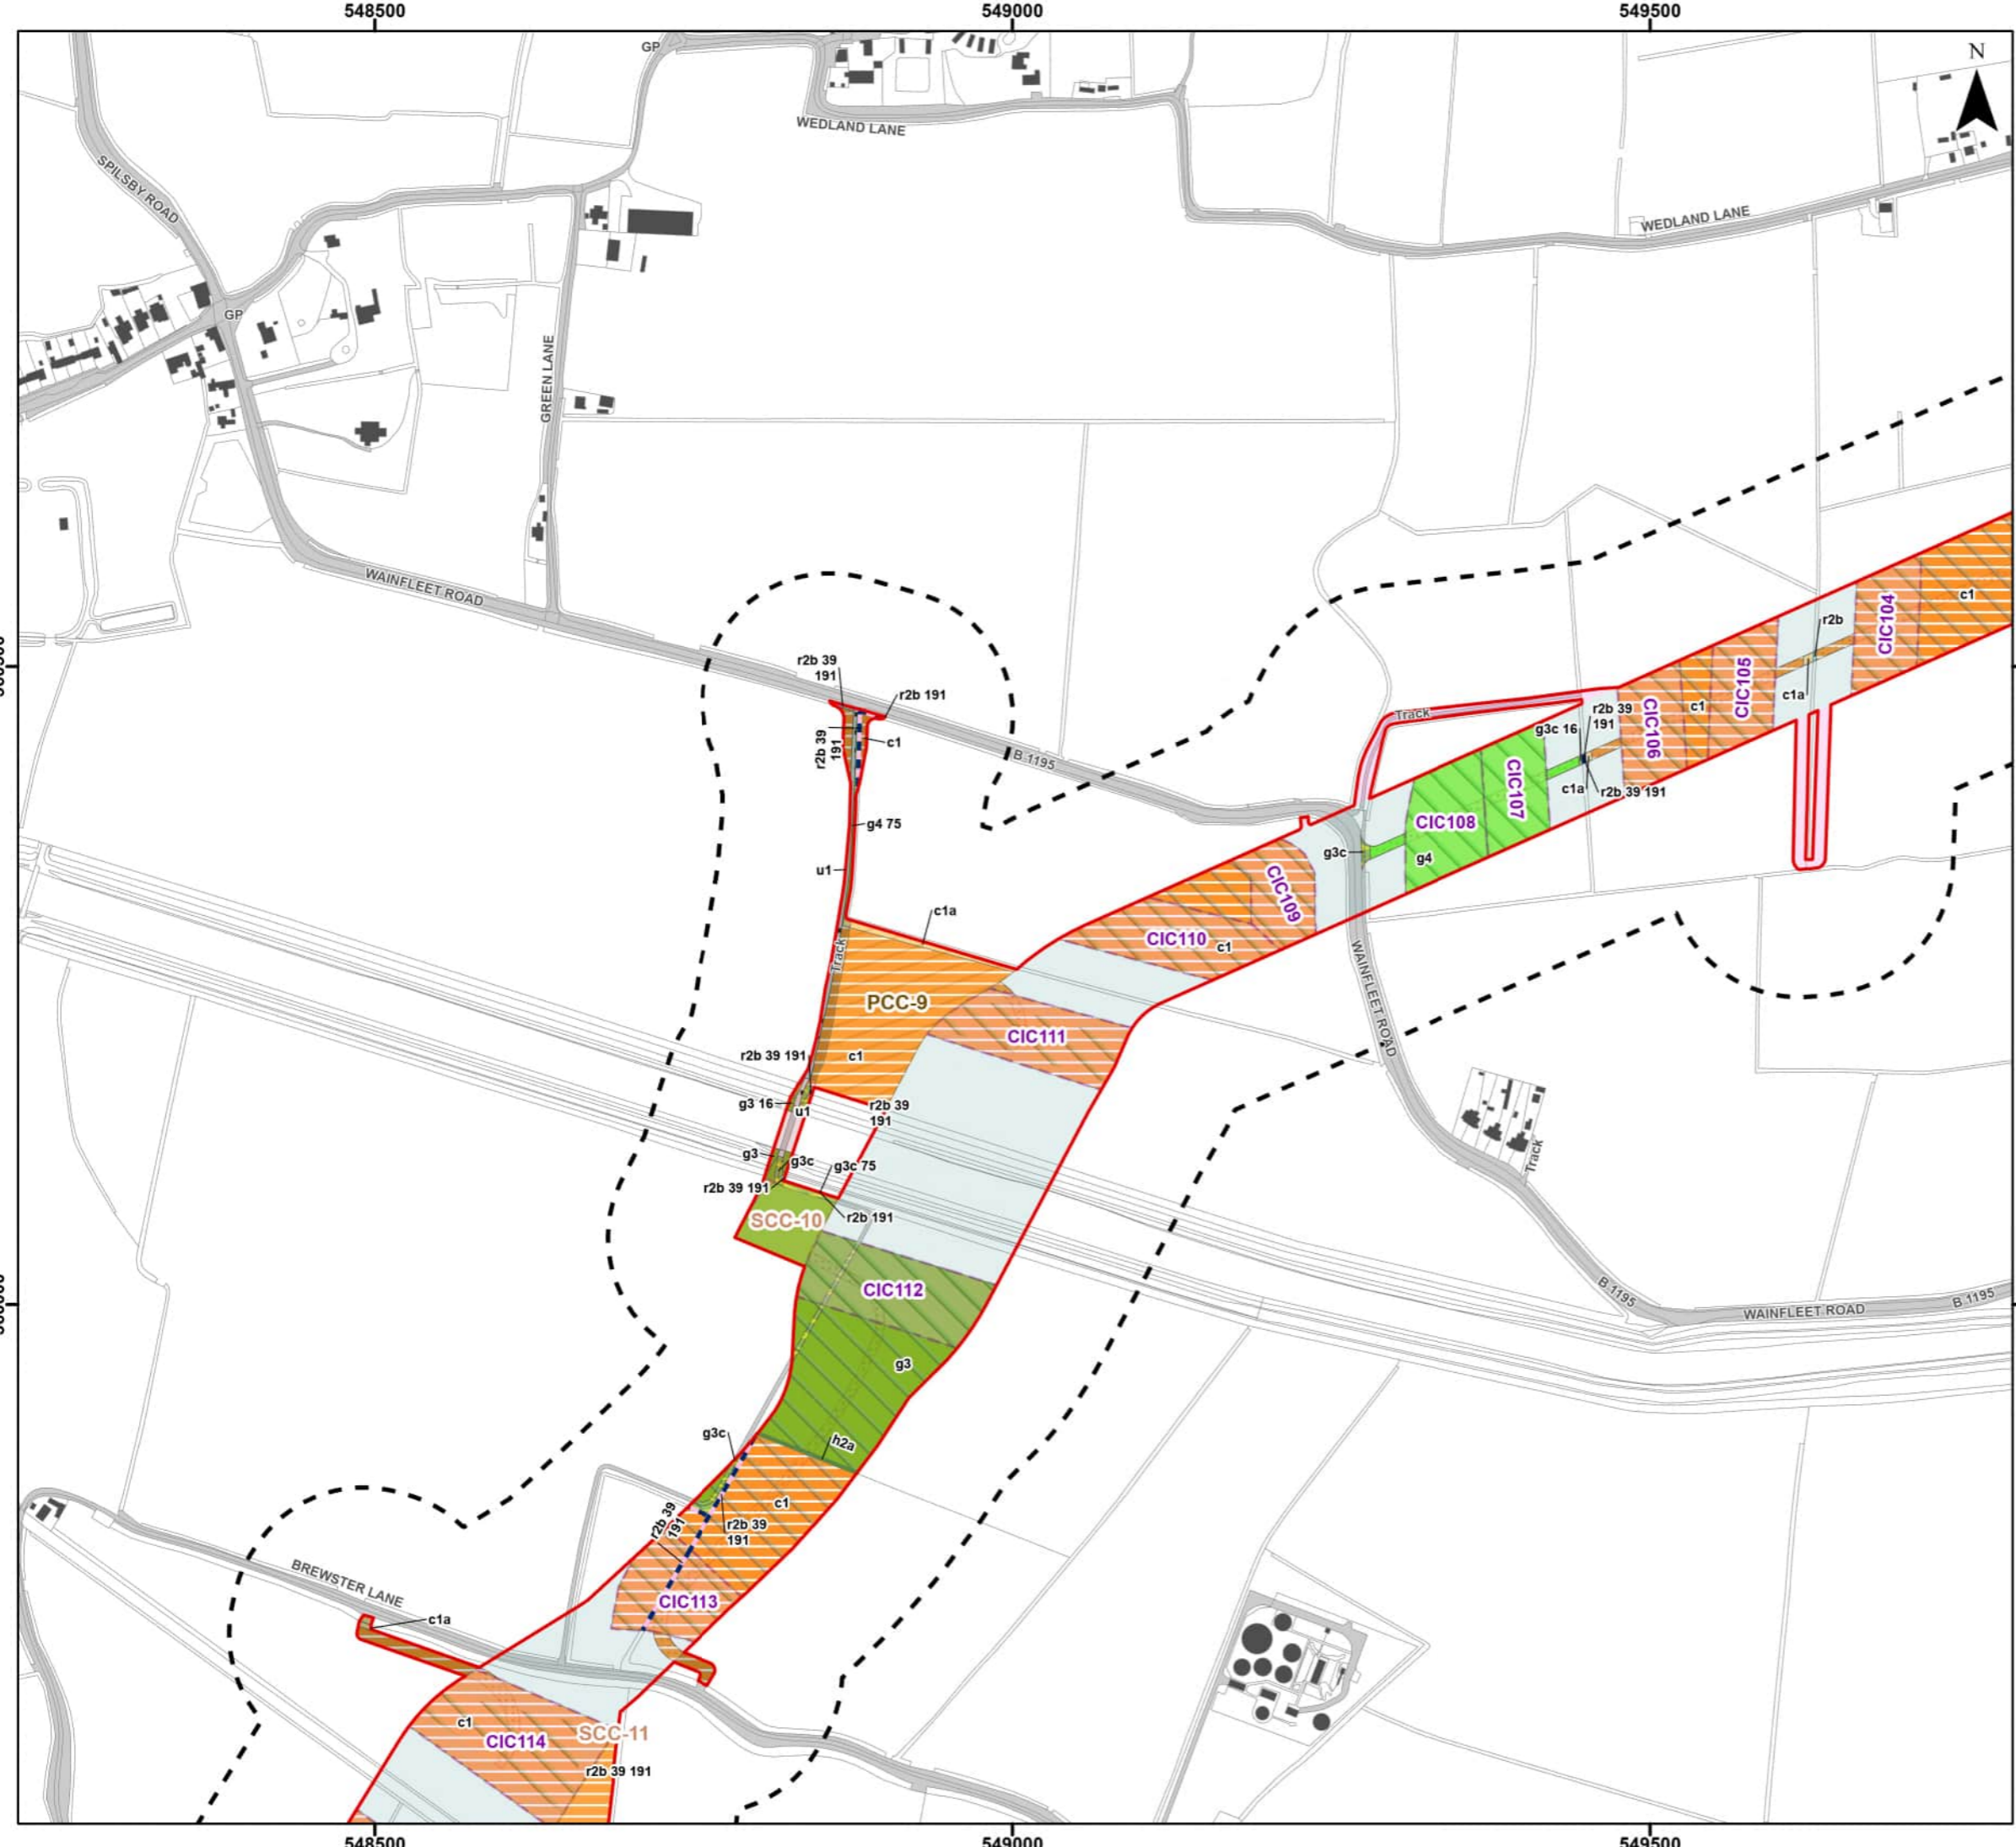 548500
549000
549500
N
GP
WEDLAND LANE
SPILSBY ROAD
WEDLAND LANE
GP
GREEN LANE
WAINFLEET ROAD
r2b 39
191
r2b 191
r2b 39
191
c1
B 1195
g4 75
u1
c1a
Track
PCC-9
c1
CIC111
CIC110
c1
CIC109
g3c
Track
CIC108
g4
CIC107
g3c 16
r2b 39
191
c1a
r2b 39 191
CIC106
c1
CIC105
r2b
c1a
CIC104
c1
WAINFLEET ROAD
Track
r2b 39 191
g3 16
u1
r2b 39
191
g3
g3c
g3c 75
r2b 39 191
r2b 191
SCC-10
CIC112
g3
B 1195
WAINFLEET ROAD
B 1195
g3c
h2a
c1
r2b 39
191
r2b 39
191
CIC113
BREWSTER LANE
c1a
c1
CIC114
SCC-11
r2b 39 191
548500
549000
549500